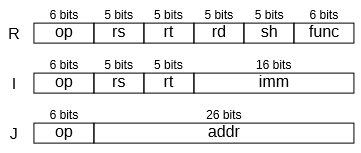 6 bits 5 bits 5 bits 5 bits 5 bits 6 bits
R op rs rt rd sh func
6 bits 5 bits 5 bits 16 bits
I op rs rt imm
6 bits 26 bits
J op addr